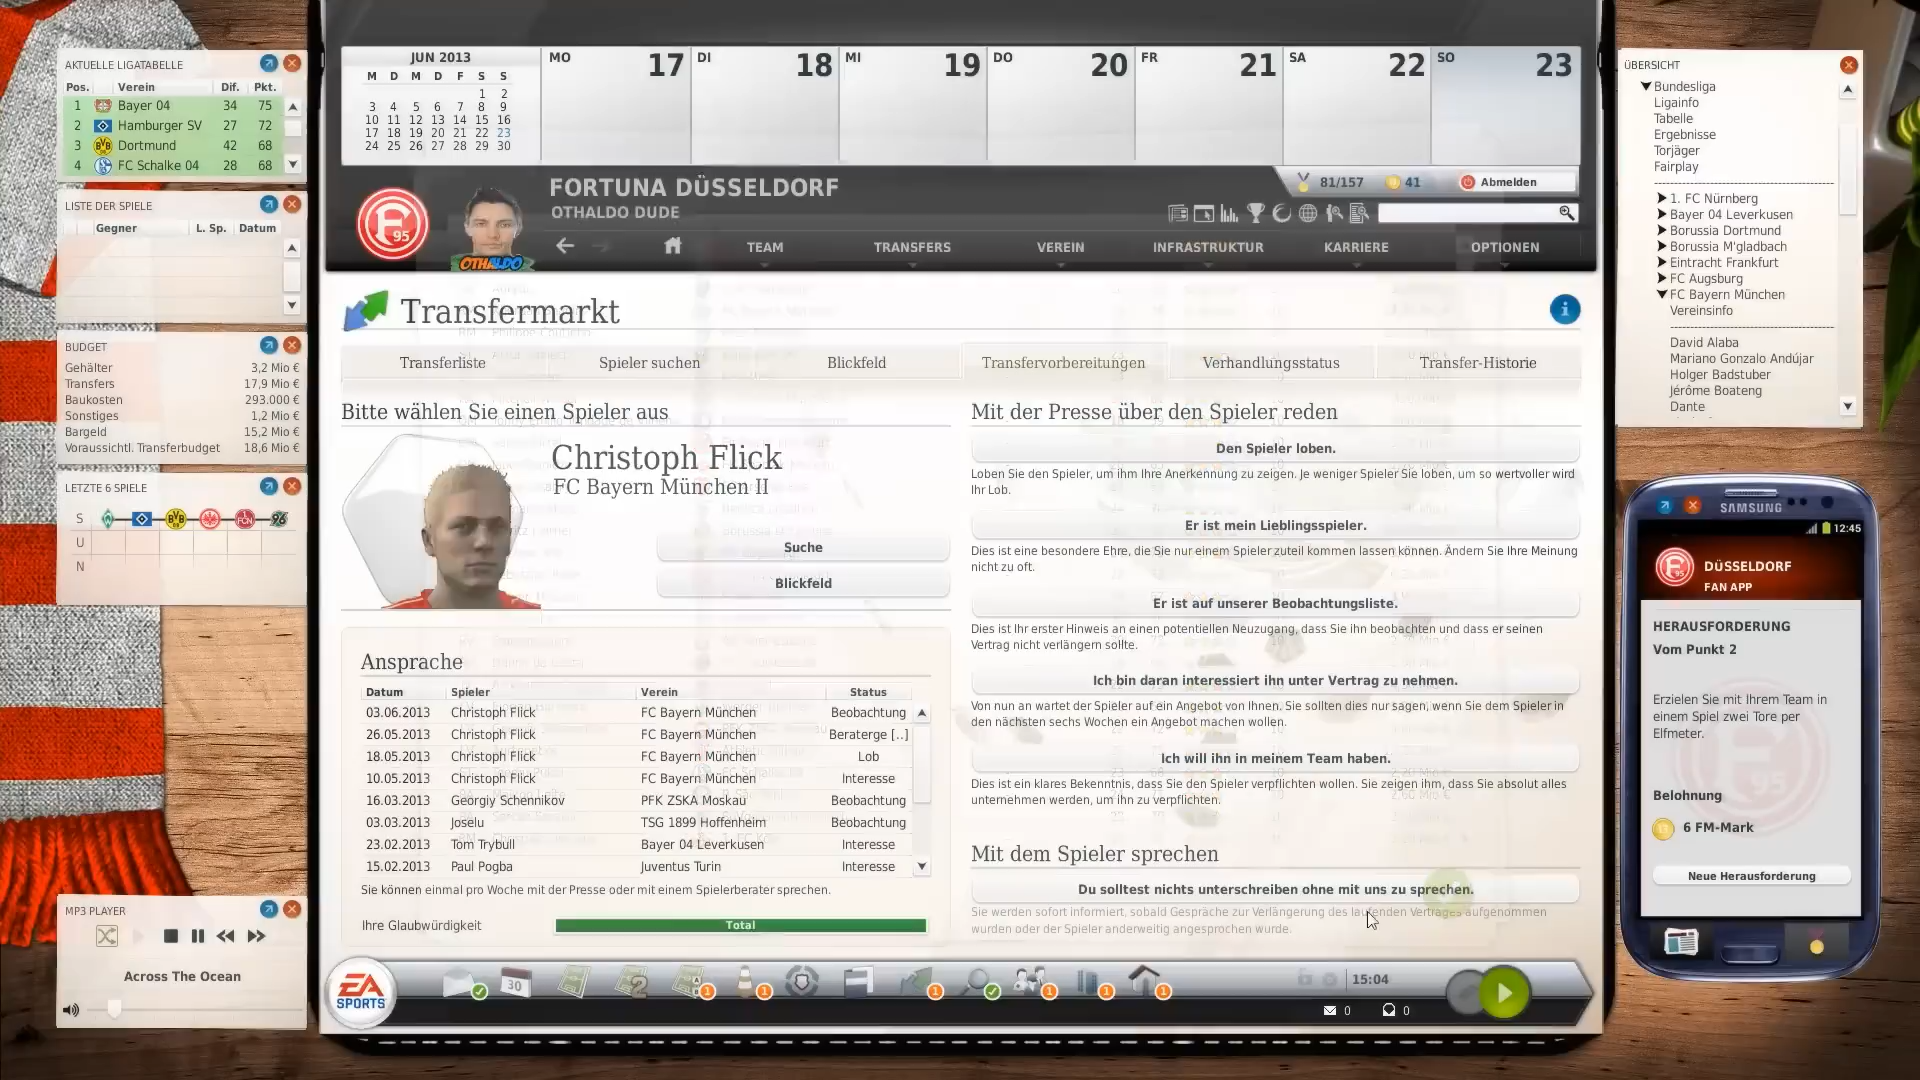 AKTUELLE LIGATABELLE
Pos. Verein Dif. Pkt.
1 Bayer 04 34 75
2 Hamburger SV 27 72
3 Dortmund 42 68
4 FC Schalke 04 28 68
LISTE DER SPIELE
Gegner L. Sp. Datum
BUDGET
Gehälter 3,2 Mio €
Transfers 17,9 Mio €
Baukosten 293.000 €
Sonstiges 1,2 Mio €
Bargeld 15,2 Mio €
Voraussichtl. Transferbudget 18,6 Mio €
LETZTE 6 SPIELE
S
U
N
MP3 PLAYER
Across The Ocean
JUN 2013
M D M D F S S
1 2
3 4 5 6 7 8 9
10 11 12 13 14 15 16
17 18 19 20 21 22 23
24 25 26 27 28 29 30
MO 17 DI 18 MI 19 DO 20 FR 21 SA 22 SO 23
FORTUNA DÜSSELDORF
OTHALDO DUDE
OTHALDO
81/157 41 Abmelden
TEAM TRANSFERS VEREIN INFRASTRUKTUR KARRIERE OPTIONEN
Transfermarkt
Transferliste Spieler suchen Blickfeld Transfervorbereitungen Verhandlungsstatus Transfer-Historie
Bitte wählen Sie einen Spieler aus
Christoph Flick
FC Bayern München II
Suche
Blickfeld
Ansprache
Datum Spieler Verein Status
03.06.2013 Christoph Flick FC Bayern München Beobachtung
26.05.2013 Christoph Flick FC Bayern München Beraterge [..]
18.05.2013 Christoph Flick FC Bayern München Lob
10.05.2013 Christoph Flick FC Bayern München Interesse
16.03.2013 Georgiy Schennikov PFK ZSKA Moskau Beobachtung
03.03.2013 Joselu TSG 1899 Hoffenheim Beobachtung
23.02.2013 Tom Trybull Bayer 04 Leverkusen Interesse
15.02.2013 Paul Pogba Juventus Turin Interesse
Sie können einmal pro Woche mit der Presse oder mit einem Spielerberater sprechen.
Ihre Glaubwürdigkeit Total
Mit der Presse über den Spieler reden
Den Spieler loben.
Loben Sie den Spieler, um ihm Ihre Anerkennung zu zeigen. Je weniger Spieler Sie loben, um so wertvoller wird
Ihr Lob.
Er ist mein Lieblingsspieler.
Dies ist eine besondere Ehre, die Sie nur einem Spieler zuteil kommen lassen können. Ändern Sie Ihre Meinung
nicht zu oft.
Er ist auf unserer Beobachtungsliste.
Dies ist Ihr erster Hinweis an einen potentiellen Neuzugang, dass Sie ihn beobachten und dass er seinen
Vertrag nicht verlängern sollte.
Ich bin daran interessiert ihn unter Vertrag zu nehmen.
Von nun an wartet der Spieler auf ein Angebot von Ihnen. Sie sollten dies nur sagen, wenn Sie dem Spieler in
den nächsten sechs Wochen ein Angebot machen wollen.
Ich will ihn in meinem Team haben.
Dies ist ein klares Bekenntnis, dass Sie den Spieler verpflichten wollen. Sie zeigen ihm, dass Sie absolut alles
unternehmen werden, um ihn zu verpflichten.
Mit dem Spieler sprechen
Du solltest nichts unterschreiben ohne mit uns zu sprechen.
Sie werden sofort informiert, sobald Gespräche zur Verlängerung des laufenden Vertrages aufgenommen
wurden oder der Spieler anderweitig angesprochen wurde.
EA SPORTS
30 2 1 1 1 1 1 1
15:04
0 0
ÜBERSICHT
Bundesliga
Ligainfo
Tabelle
Ergebnisse
Torjäger
Fairplay
1. FC Nürnberg
Bayer 04 Leverkusen
Borussia Dortmund
Borussia M'gladbach
Eintracht Frankfurt
FC Augsburg
FC Bayern München
Vereinsinfo
David Alaba
Mariano Gonzalo Andújar
Holger Badstuber
Jérôme Boateng
Dante
SAMSUNG
12:45
DÜSSELDORF
FAN APP
HERAUSFORDERUNG
Vom Punkt 2
Erzielen Sie mit Ihrem Team in
einem Spiel zwei Tore per
Elfmeter.
Belohnung
6 FM-Mark
Neue Herausforderung